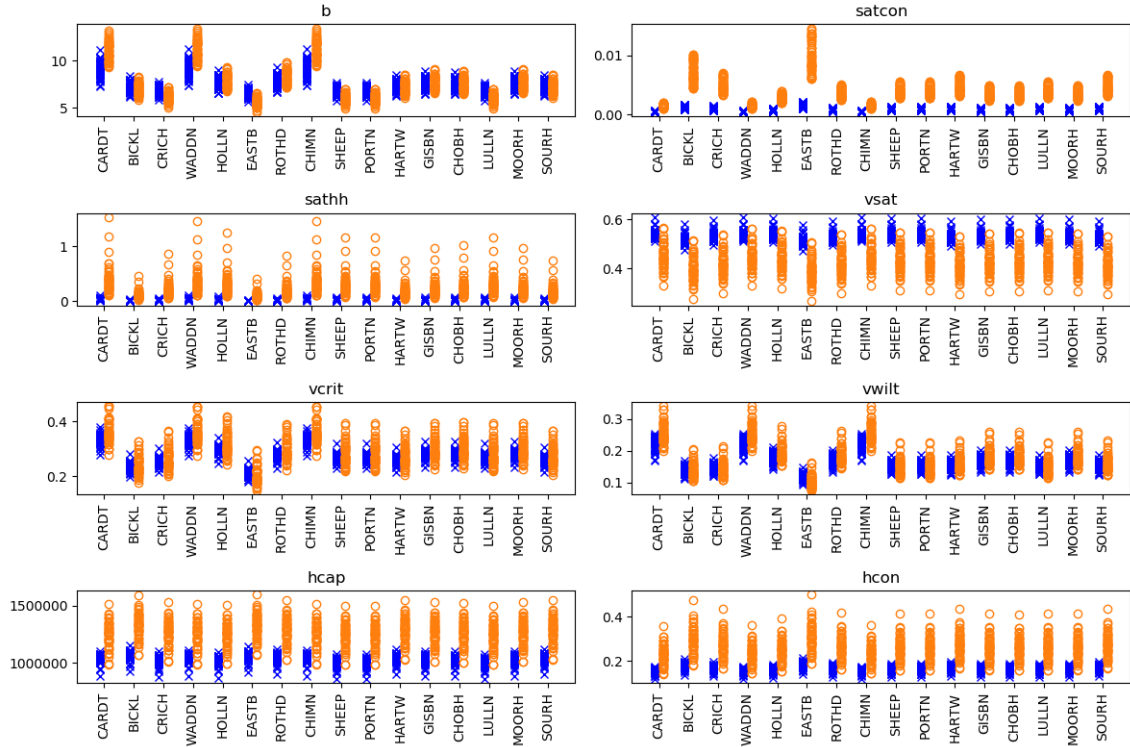 b
10
5
CARDT BICKL CRICH WADDN HOLLN EASTB ROTHD CHIMN SHEEP PORTN HARTW GISBN CHOBH LULLN MOORH SOURH
satcon
0.01
0.00
CARDT BICKL CRICH WADDN HOLLN EASTB ROTHD CHIMN SHEEP PORTN HARTW GISBN CHOBH LULLN MOORH SOURH
sathh
1
0
CARDT BICKL CRICH WADDN HOLLN EASTB ROTHD CHIMN SHEEP PORTN HARTW GISBN CHOBH LULLN MOORH SOURH
vsat
0.6
0.4
CARDT BICKL CRICH WADDN HOLLN EASTB ROTHD CHIMN SHEEP PORTN HARTW GISBN CHOBH LULLN MOORH SOURH
vcrit
0.4
0.2
CARDT BICKL CRICH WADDN HOLLN EASTB ROTHD CHIMN SHEEP PORTN HARTW GISBN CHOBH LULLN MOORH SOURH
vwilt
0.3
0.2
0.1
CARDT BICKL CRICH WADDN HOLLN EASTB ROTHD CHIMN SHEEP PORTN HARTW GISBN CHOBH LULLN MOORH SOURH
hcap
1500000
1000000
CARDT BICKL CRICH WADDN HOLLN EASTB ROTHD CHIMN SHEEP PORTN HARTW GISBN CHOBH LULLN MOORH SOURH
hcon
0.4
0.2
CARDT BICKL CRICH WADDN HOLLN EASTB ROTHD CHIMN SHEEP PORTN HARTW GISBN CHOBH LULLN MOORH SOURH